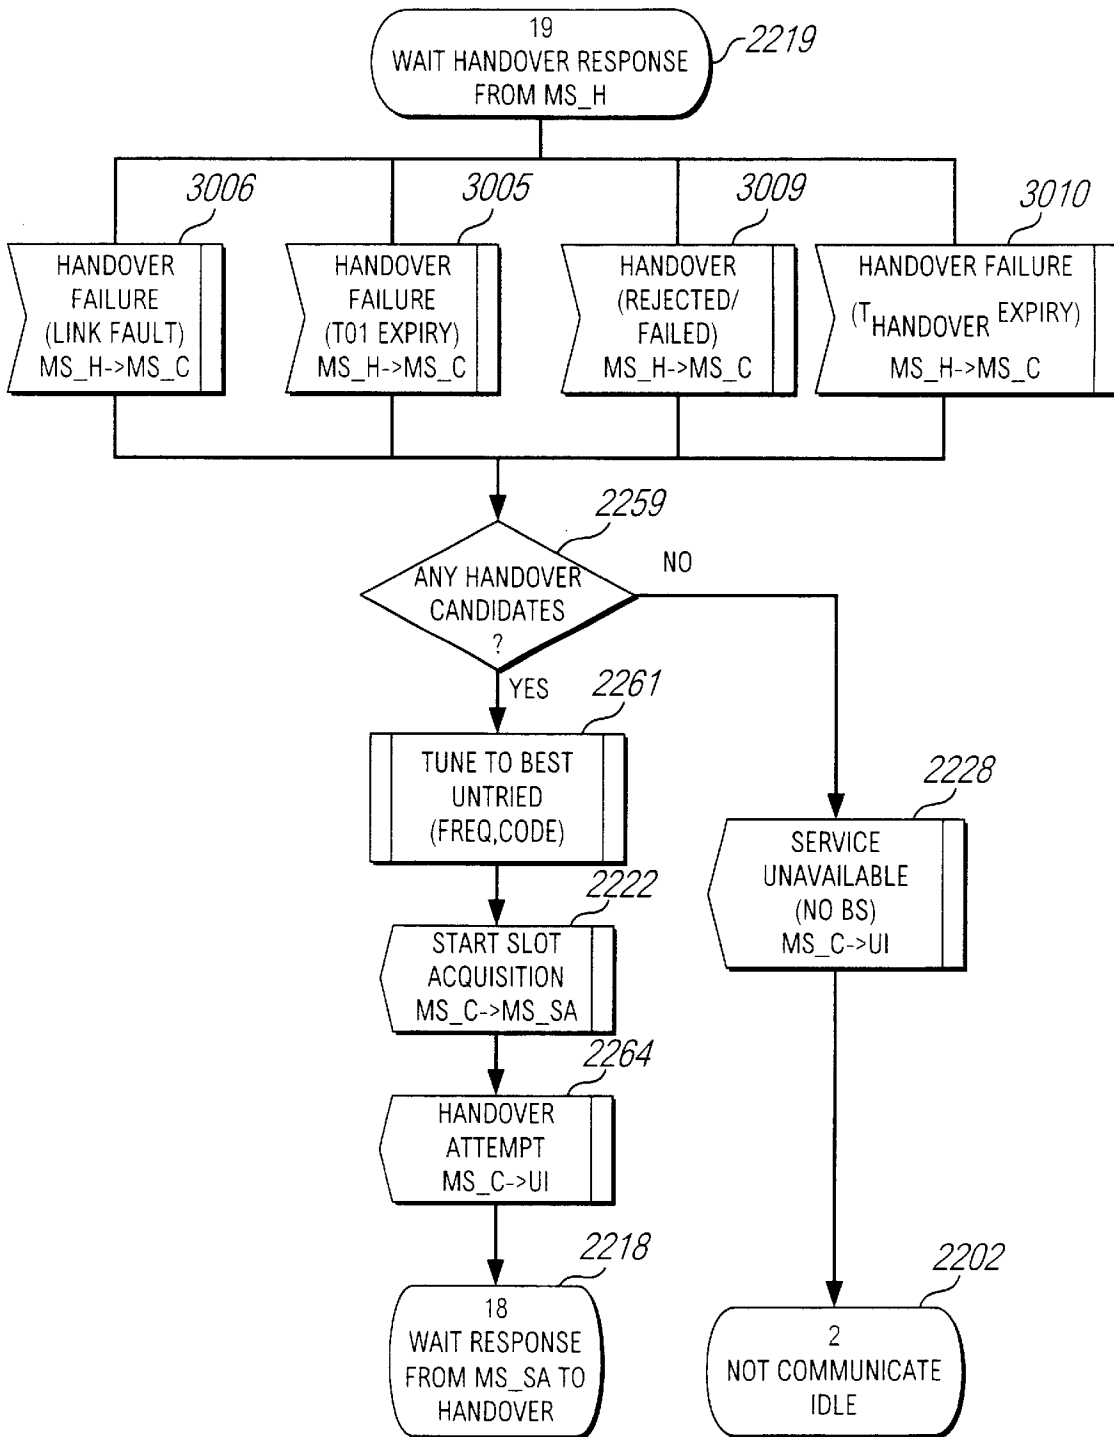 19
WAIT HANDOVER RESPONSE
FROM MS_H
2219
3006
HANDOVER
FAILURE
(LINK FAULT)
MS_H->MS_C
3005
HANDOVER
FAILURE
(T01 EXPIRY)
MS_H->MS_C
3009
HANDOVER
(REJECTED/
FAILED)
MS_H->MS_C
3010
HANDOVER FAILURE
(THANDOVER EXPIRY)
MS_H->MS_C
2259
ANY HANDOVER
CANDIDATES
?
NO
YES
2261
TUNE TO BEST
UNTRIED
(FREQ,CODE)
2228
SERVICE
UNAVAILABLE
(NO BS)
MS_C->UI
2222
START SLOT
ACQUISITION
MS_C->MS_SA
2264
HANDOVER
ATTEMPT
MS_C->UI
2218
18
WAIT RESPONSE
FROM MS_SA TO
HANDOVER
2202
2
NOT COMMUNICATE
IDLE